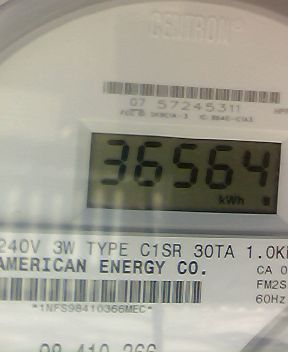 CENTRON®
07 57245311
36564
kWh
240V 3W TYPE C1SR 30TA 1.0K
AMERICAN ENERGY CO.
CA 0
FM2S
60Hz
*1NFS98410366MEC*